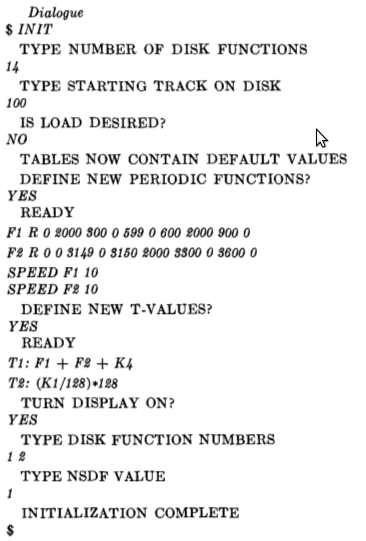 Dialogue
$ INIT
TYPE NUMBER OF DISK FUNCTIONS
14
TYPE STARTING TRACK ON DISK
100
IS LOAD DESIRED?
NO
TABLES NOW CONTAIN DEFAULT VALUES
DEFINE NEW PERIODIC FUNCTIONS?
YES
READY
F1 R 0 2000 300 0 599 0 600 2000 900 0
F2 R 0 0 3149 0 3150 2000 3300 0 3600 0
SPEED F1 10
SPEED F2 10
DEFINE NEW T-VALUES?
YES
READY
T1: F1 + F2 + K4
T2: (K1/128)*128
TURN DISPLAY ON?
YES
TYPE DISK FUNCTION NUMBERS
1 2
TYPE NSDF VALUE
1
INITIALIZATION COMPLETE
$